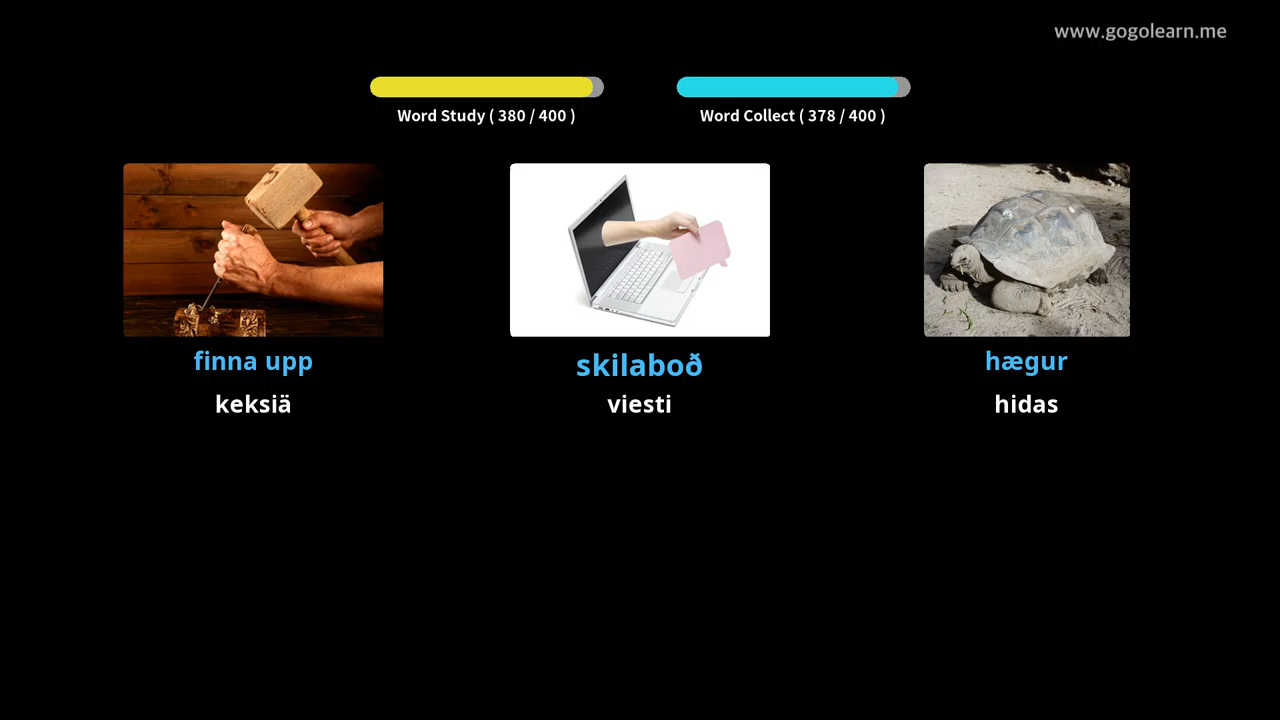 www.gogolearn.me
Word Study ( 380 / 400 )
Word Collect ( 378 / 400 )
finna upp
skilaboð
hægur
keksiä
viesti
hidas